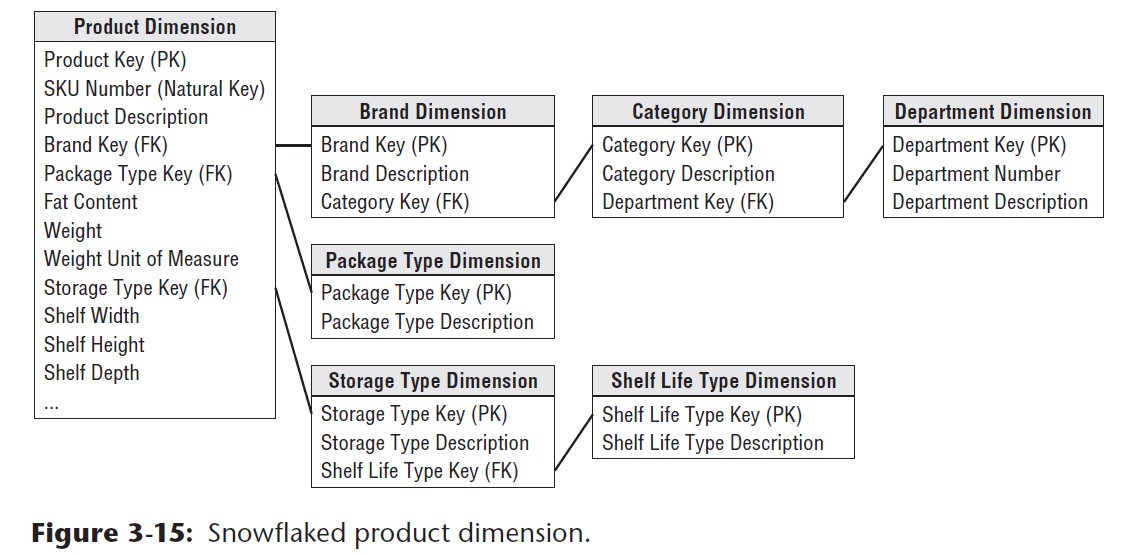 Product Dimension
Product Key (PK)
SKU Number (Natural Key)
Product Description
Brand Key (FK)
Package Type Key (FK)
Fat Content
Weight
Weight Unit of Measure
Storage Type Key (FK)
Shelf Width
Shelf Height
Shelf Depth
...
Brand Dimension
Brand Key (PK)
Brand Description
Category Key (FK)
Category Dimension
Category Key (PK)
Category Description
Department Key (FK)
Department Dimension
Department Key (PK)
Department Number
Department Description
Package Type Dimension
Package Type Key (PK)
Package Type Description
Storage Type Dimension
Storage Type Key (PK)
Storage Type Description
Shelf Life Type Key (FK)
Shelf Life Type Dimension
Shelf Life Type Key (PK)
Shelf Life Type Description
Figure 3-15: Snowflaked product dimension.